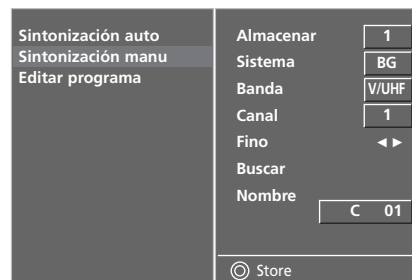 Sintonización auto
Sintonización manu
Editar programa
Almacenar 1
Sistema BG
Banda V/UHF
Canal 1
Fino ◄ ►
Buscar
Nombre
C 01
Store